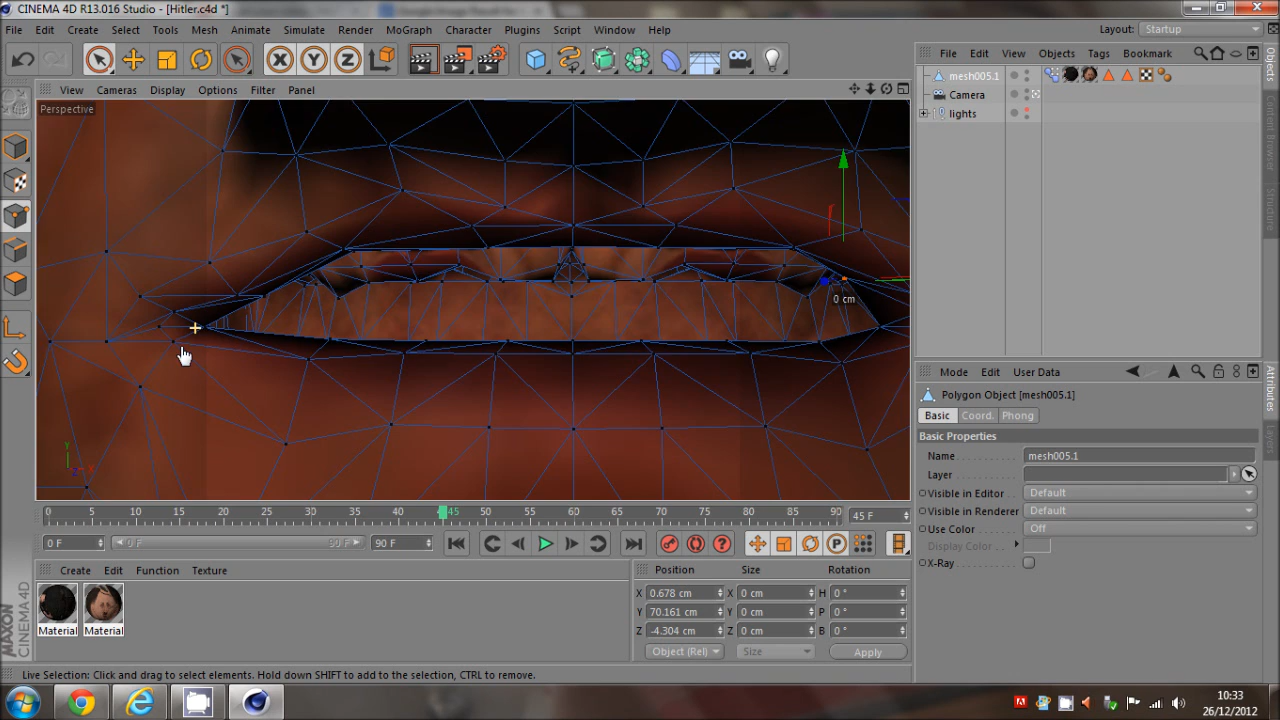 CINEMA 4D R13.016 Studio - [Hitler.c4d *]
File Edit Create Select Tools Mesh Animate Simulate Render MoGraph Character Plugins Script Window Help Layout: Startup
X Y Z
File Edit View Objects Tags Bookmark
mesh005.1
Camera
lights
View Cameras Display Options Filter Panel
Perspective
0 cm
Y
X
Z
Objects
Content Browser
Structure
Mode Edit User Data
Polygon Object [mesh005.1]
Basic Coord. Phong
Basic Properties
Name mesh005.1
Layer
Visible in Editor Default
Visible in Renderer Default
Use Color Off
Display Color
X-Ray
Attributes
Layers
0 5 10 15 20 25 30 35 40 45 50 55 60 65 70 75 80 85 90 45 F
0 F 0 F 90 F 90 F
P
Create Edit Function Texture
Material Material
Position Size Rotation
X 0.678 cm X 0 cm H 0 °
Y 70.161 cm Y 0 cm P 0 °
Z -4.304 cm Z 0 cm B 0 °
Object (Rel) Size Apply
MAXON
CINEMA 4D
Live Selection: Click and drag to select elements. Hold down SHIFT to add to the selection, CTRL to remove.
10:33
26/12/2012